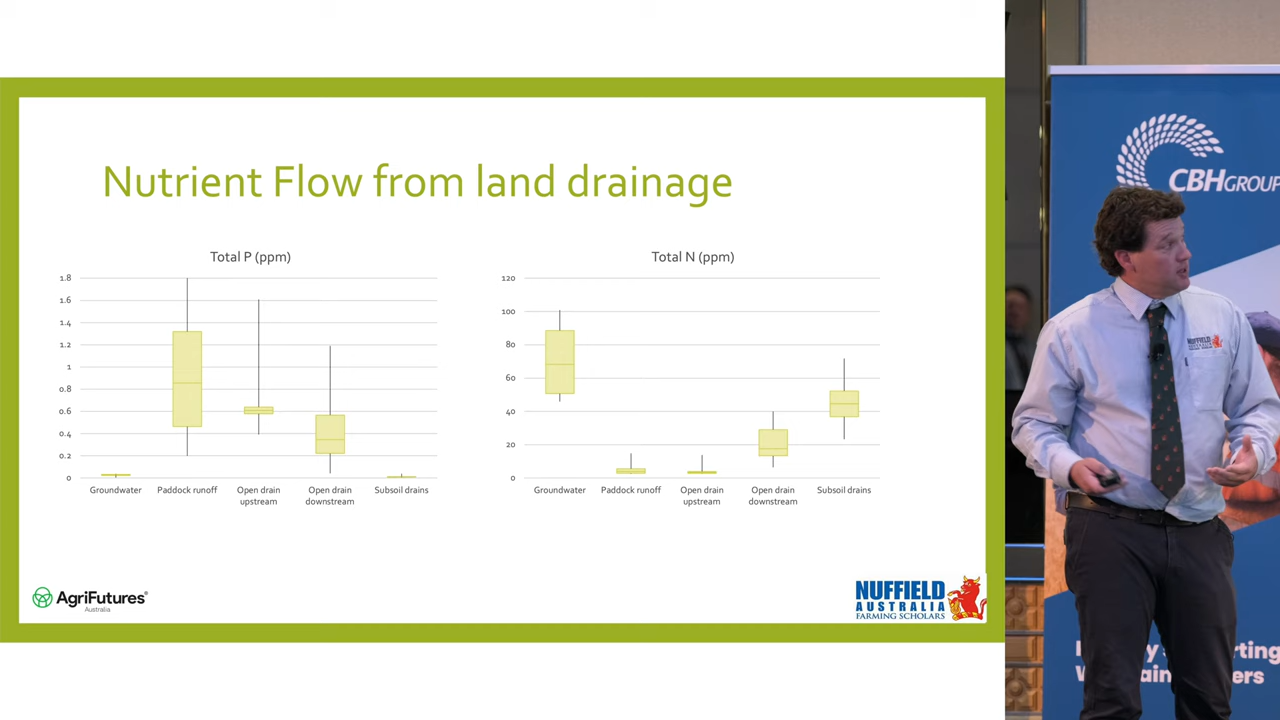 Nutrient Flow from land drainage
Total P (ppm)
1.8
1.6
1.4
1.2
1
0.8
0.6
0.4
0.2
0
Groundwater
Paddock runoff
Open drain
upstream
Open drain
downstream
Subsoil drains
Total N (ppm)
120
100
80
60
40
20
0
Groundwater
Paddock runoff
Open drain
upstream
Open drain
downstream
Subsoil drains
AgriFutures®
Australia
NUFFIELD
AUSTRALIA
FARMING SCHOLARS
CBHGROUP
NUFFIELD